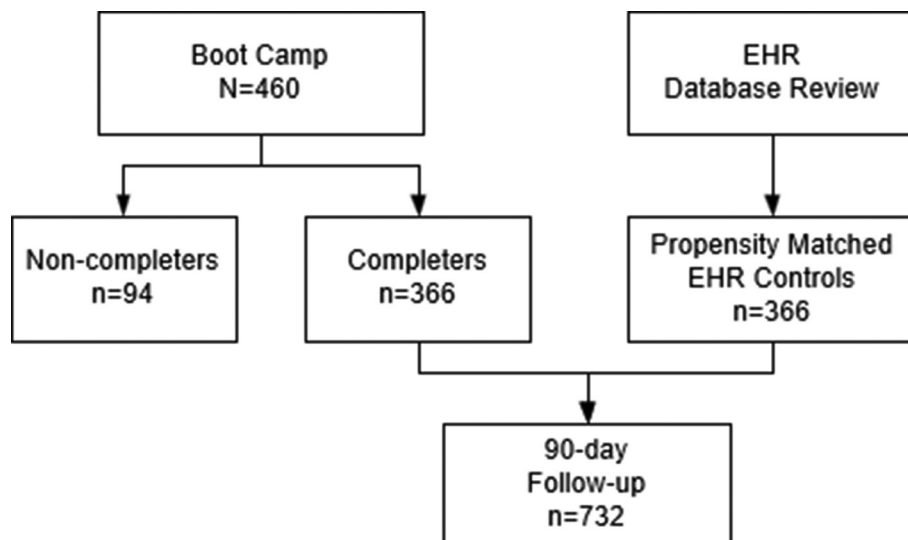 Boot Camp
N=460
EHR
Database Review
Non-completers
n=94
Completers
n=366
Propensity Matched
EHR Controls
n=366
90-day
Follow-up
n=732